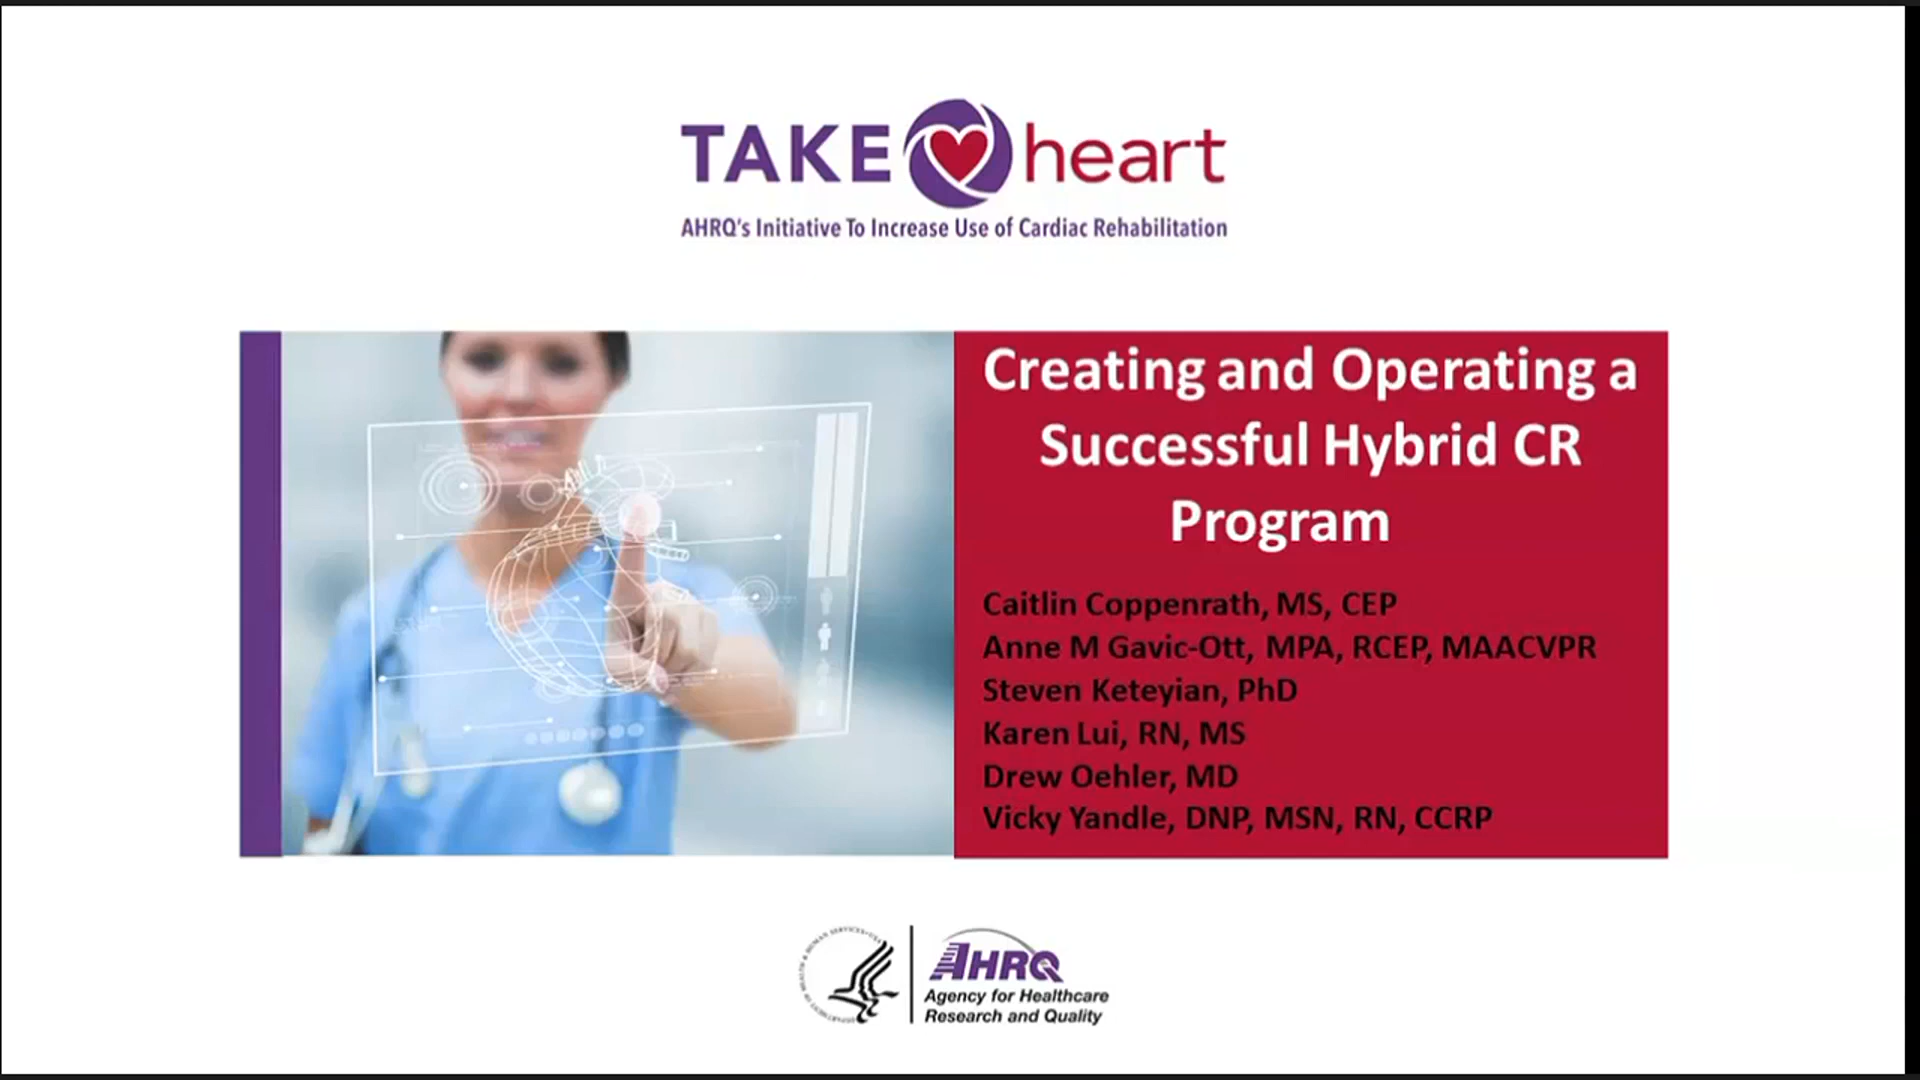 TAKE heart
AHRQ's Initiative To Increase Use of Cardiac Rehabilitation
Creating and Operating a
Successful Hybrid CR
Program
Caitlin Coppenrath, MS, CEP
Anne M Gavic-Ott, MPA, RCEP, MAACVPR
Steven Keteyian, PhD
Karen Lui, RN, MS
Drew Oehler, MD
Vicky Yandle, DNP, MSN, RN, CCRP
AHRQ
Agency for Healthcare
Research and Quality